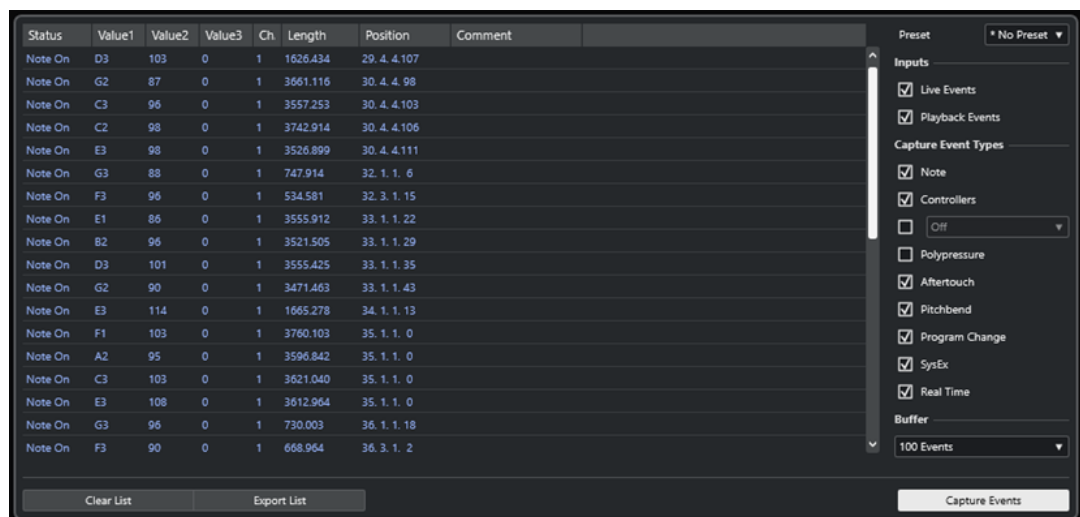 Status Value1 Value2 Value3 Ch. Length Position Comment
Note On D3 103 0 1 1626.434 29. 4. 4.107
Note On G2 87 0 1 3661.116 30. 4. 4. 98
Note On C3 96 0 1 3557.253 30. 4. 4.103
Note On C2 98 0 1 3742.914 30. 4. 4.106
Note On E3 98 0 1 3526.899 30. 4. 4.111
Note On G3 88 0 1 747.914 32. 1. 1. 6
Note On F3 96 0 1 534.581 32. 3. 1. 15
Note On E1 86 0 1 3555.912 33. 1. 1. 22
Note On B2 96 0 1 3521.505 33. 1. 1. 29
Note On D3 101 0 1 3555.425 33. 1. 1. 35
Note On G2 90 0 1 3471.463 33. 1. 1. 43
Note On E3 114 0 1 1665.278 34. 1. 1. 13
Note On F1 103 0 1 3760.103 35. 1. 1. 0
Note On A2 95 0 1 3596.842 35. 1. 1. 0
Note On C3 103 0 1 3621.040 35. 1. 1. 0
Note On E3 108 0 1 3612.964 35. 1. 1. 0
Note On G3 96 0 1 730.003 36. 1. 1. 18
Note On F3 90 0 1 668.964 36. 3. 1. 2
Clear List Export List
Preset * No Preset
Inputs
Live Events
Playback Events
Capture Event Types
Note
Controllers
Off
Polypressure
Aftertouch
Pitchbend
Program Change
SysEx
Real Time
Buffer
100 Events
Capture Events